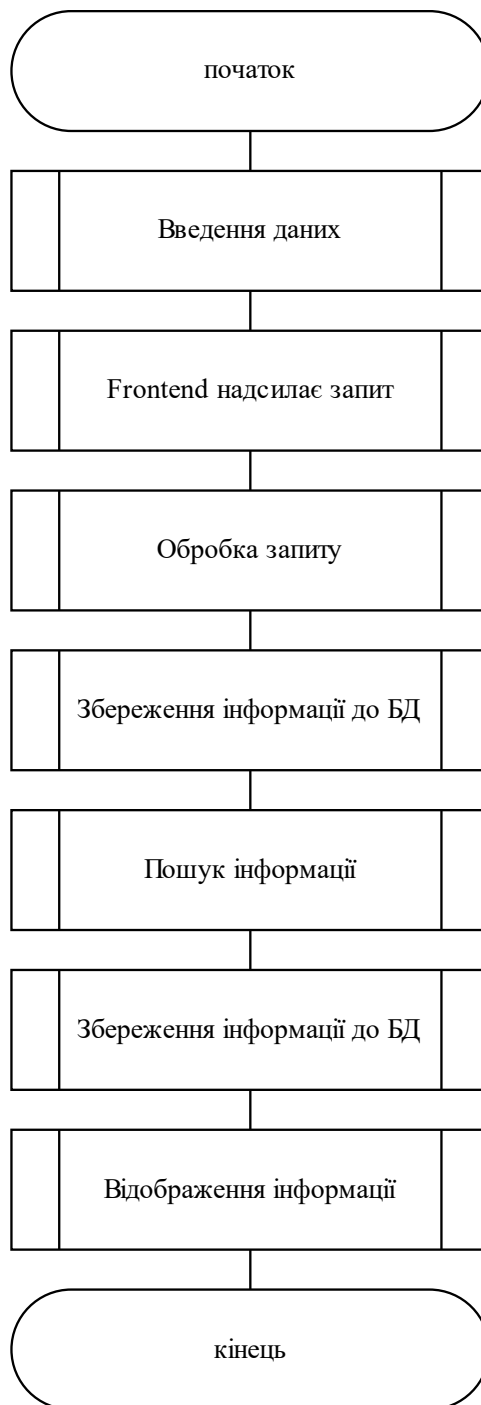 початок
Введення даних
Frontend надсилає запит
Обробка запиту
Збереження інформації до БД
Пошук інформації
Збереження інформації до БД
Відображення інформації
кінець